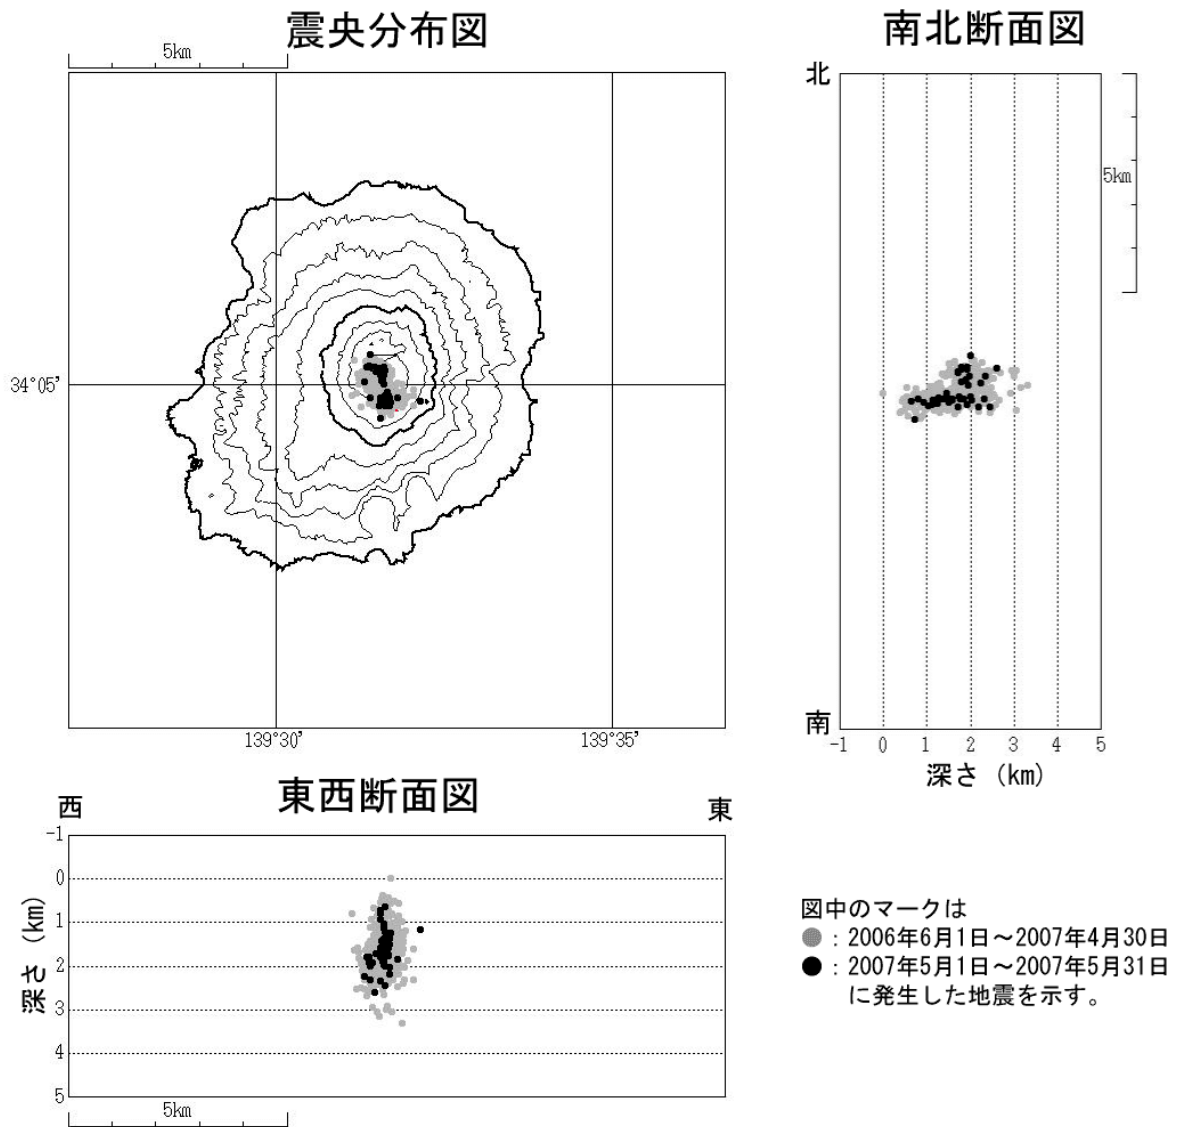 震央分布図
5km
34°05'
139°30'
139°35'
南北断面図
北
5km
南
-1 0 1 2 3 4 5
深さ (km)
東西断面図
西
東
-1
0
1
2
3
4
5
深さ (km)
5km
図中のマークは
●:2006年6月1日~2007年4月30日
●:2007年5月1日~2007年5月31日
に発生した地震を示す。